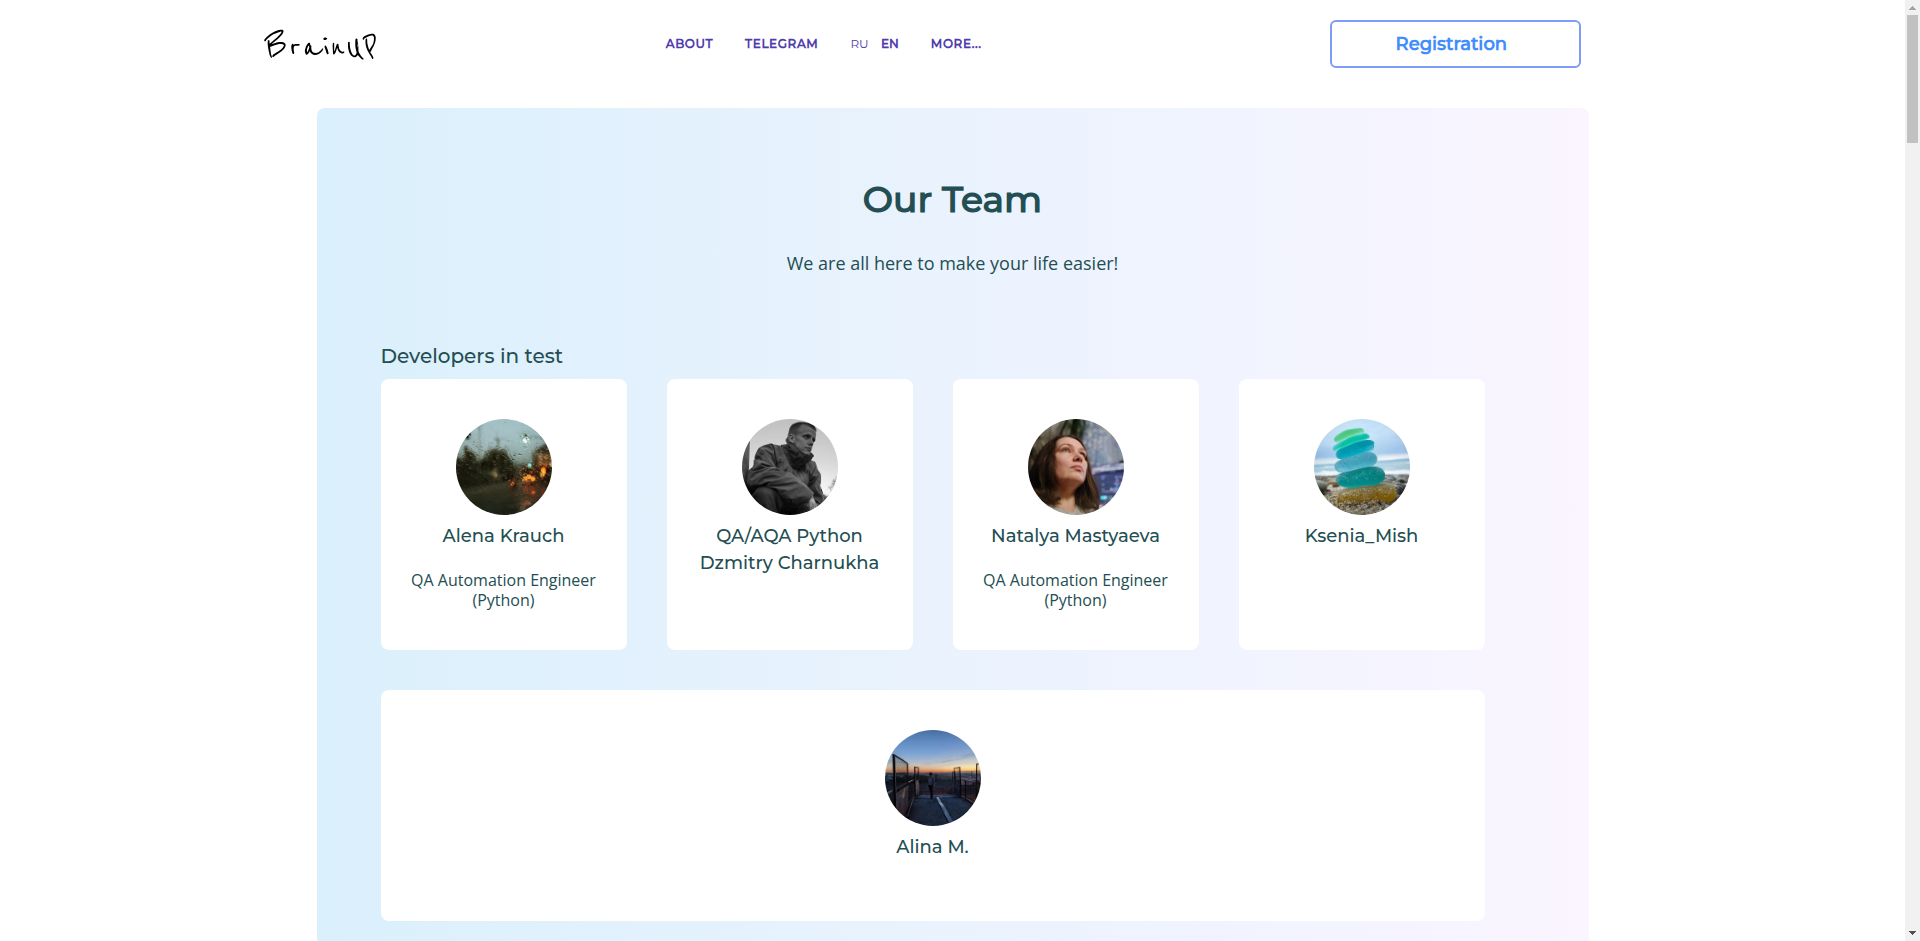 BrainUP
ABOUT TELEGRAM RU EN MORE...
Registration
Our Team
We are all here to make your life easier!
Developers in test
Alena Krauch
QA Automation Engineer
(Python)
QA/AQA Python
Dzmitry Charnukha
Natalya Mastyaeva
QA Automation Engineer
(Python)
Ksenia_Mish
Alina M.